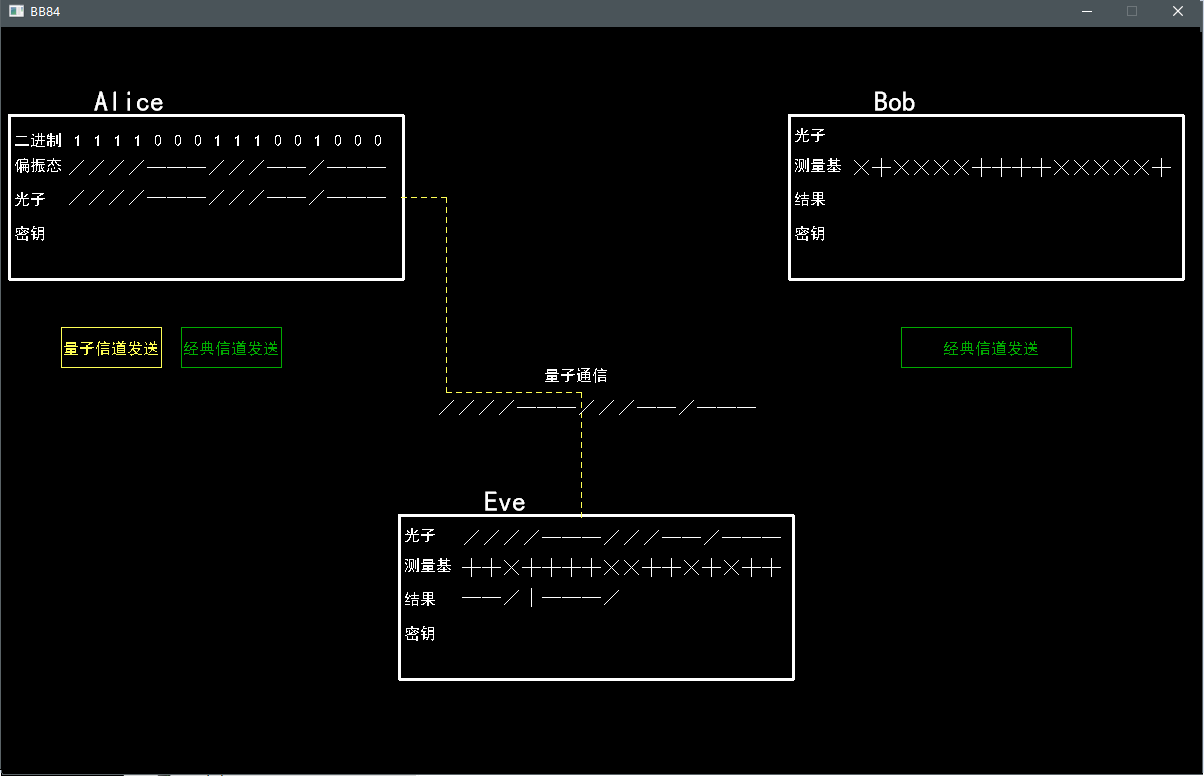 BB84
Alice
二进制 1 1 1 1 0 0 0 1 1 1 0 0 1 0 0 0
偏振态 ////———///——/———
光子 ////———///——/———
密钥
Bob
光子
测量基 ×+××××++++×××××+
结果
密钥
量子信道发送
经典信道发送
经典信道发送
量子通信
////———///——/———
Eve
光子 ////———///——/———
测量基 ++×++++××++×+×++
结果 ——/|———/
密钥